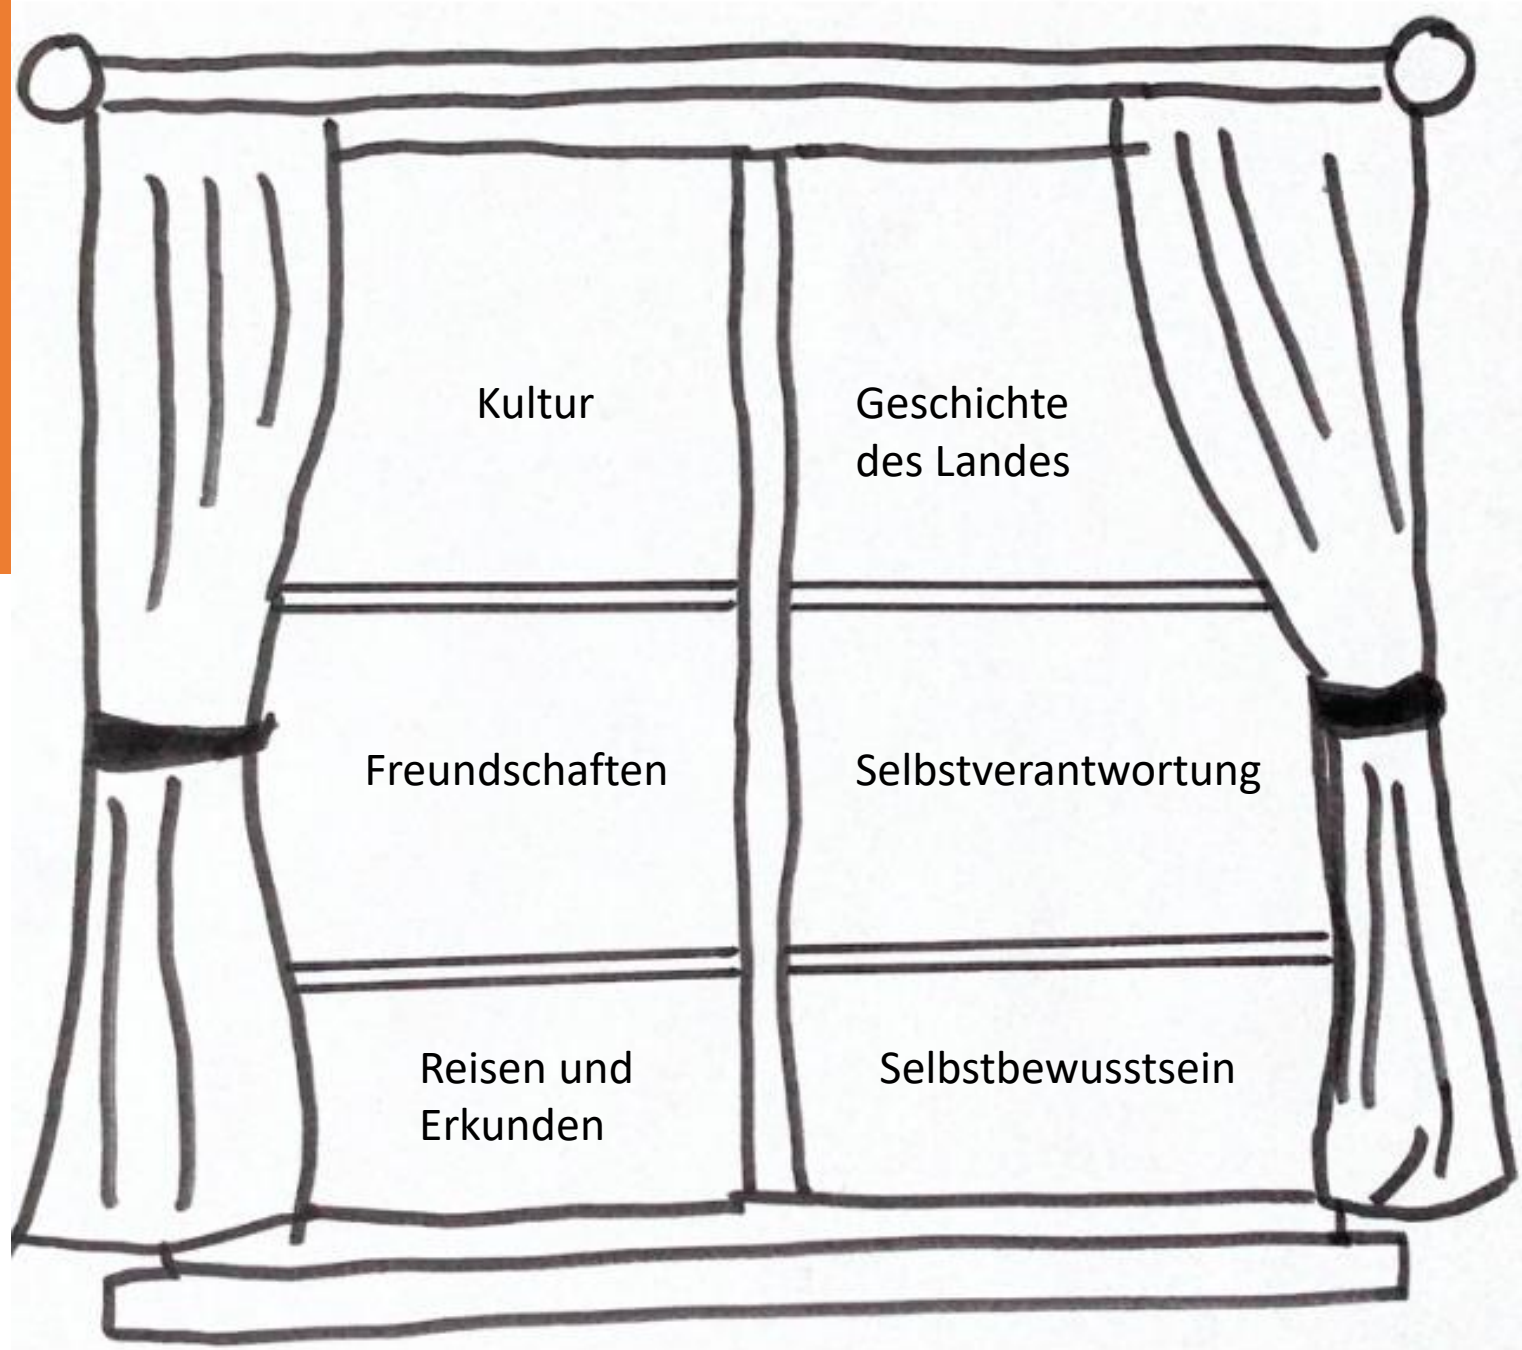 Kultur
Geschichte
des Landes
Freundschaften
Selbstverantwortung
Reisen und
Erkunden
Selbstbewusstsein